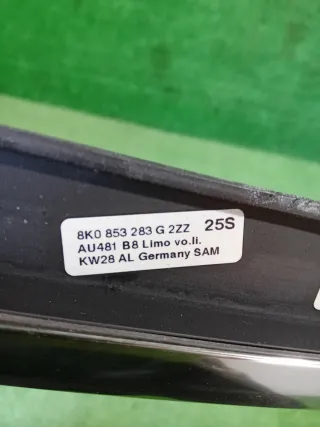 8K0 853 283 G 2ZZ 25S
AU481 B8 Limo vo.li.
KW28 AL Germany SAM